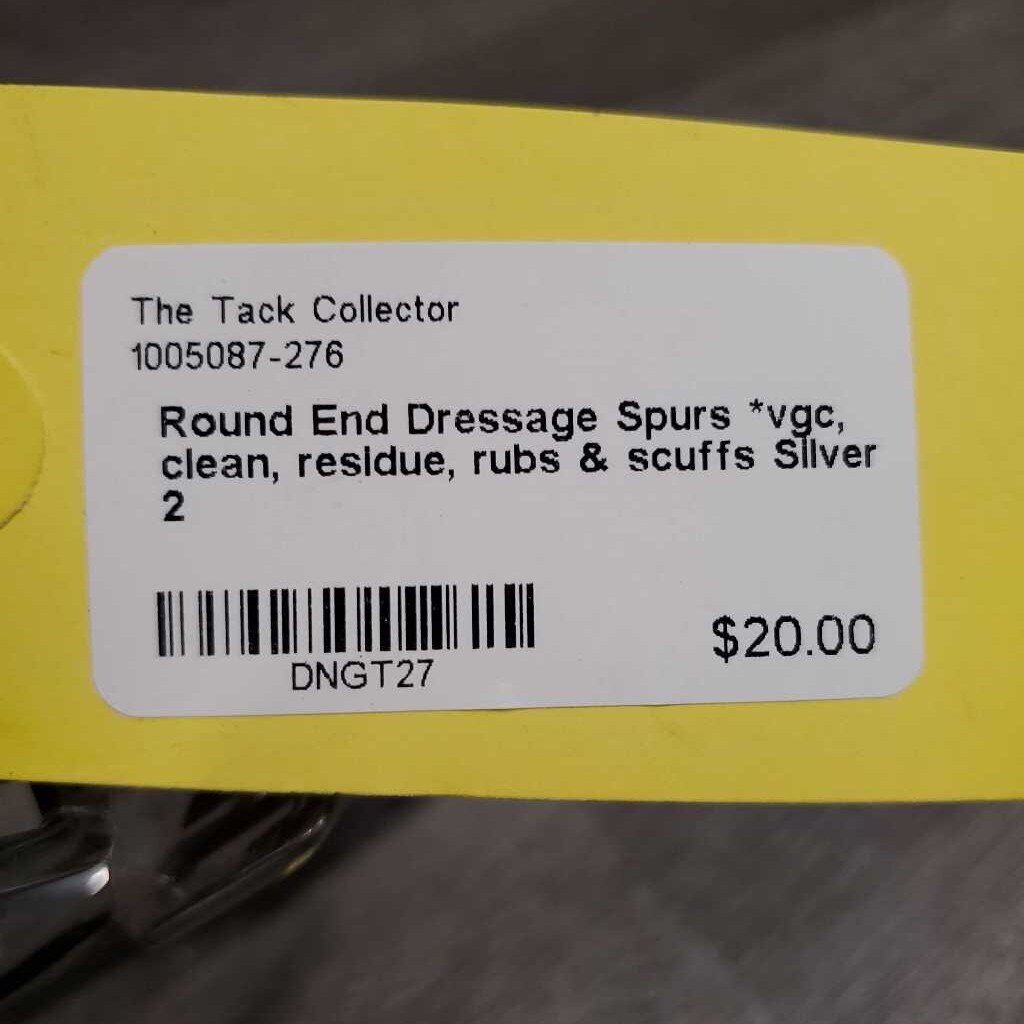 The Tack Collector
1005087-276
Round End Dressage Spurs *vgc,
clean, residue, rubs & scuffs Silver
2
DNGT27
$20.00